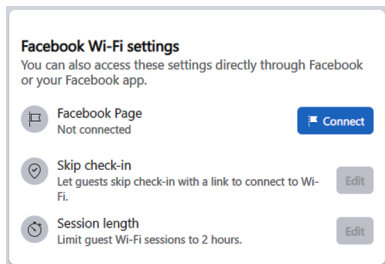 Facebook Wi-Fi settings
You can also access these settings directly through Facebook
or your Facebook app.
Facebook Page
Not connected
Connect
Skip check-in
Let guests skip check-in with a link to connect to Wi-
Fi.
Edit
Session length
Limit guest Wi-Fi sessions to 2 hours.
Edit